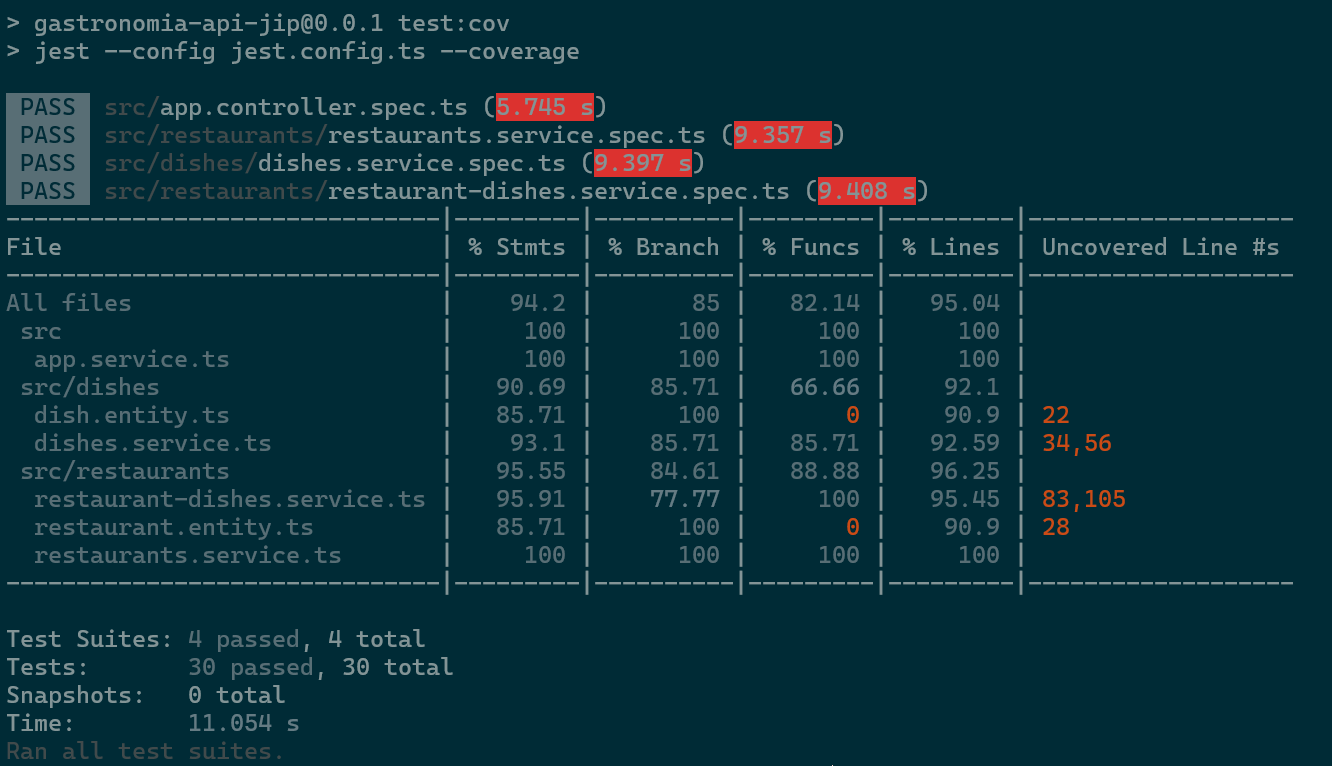 > gastronomia-api-jip@0.0.1 test:cov
> jest --config jest.config.ts --coverage
PASS src/app.controller.spec.ts (5.745 s)
PASS src/restaurants/restaurants.service.spec.ts (9.357 s)
PASS src/dishes/dishes.service.spec.ts (9.397 s)
PASS src/restaurants/restaurant-dishes.service.spec.ts (9.408 s)
-------------------------------|---------|----------|---------|---------|-------------------
File                           | % Stmts | % Branch | % Funcs | % Lines | Uncovered Line #s
-------------------------------|---------|----------|---------|---------|-------------------
All files                      |    94.2 |       85 |   82.14 |   95.04 |
 src                           |     100 |      100 |     100 |     100 |
  app.service.ts               |     100 |      100 |     100 |     100 |
 src/dishes                    |   90.69 |    85.71 |   66.66 |    92.1 |
  dish.entity.ts               |   85.71 |      100 |       0 |    90.9 | 22
  dishes.service.ts            |    93.1 |    85.71 |   85.71 |   92.59 | 34,56
 src/restaurants               |   95.55 |    84.61 |   88.88 |   96.25 |
  restaurant-dishes.service.ts |   95.91 |    77.77 |     100 |   95.45 | 83,105
  restaurant.entity.ts         |   85.71 |      100 |       0 |    90.9 | 28
  restaurants.service.ts       |     100 |      100 |     100 |     100 |
-------------------------------|---------|----------|---------|---------|-------------------
Test Suites: 4 passed, 4 total
Tests:       30 passed, 30 total
Snapshots:   0 total
Time:        11.054 s
Ran all test suites.